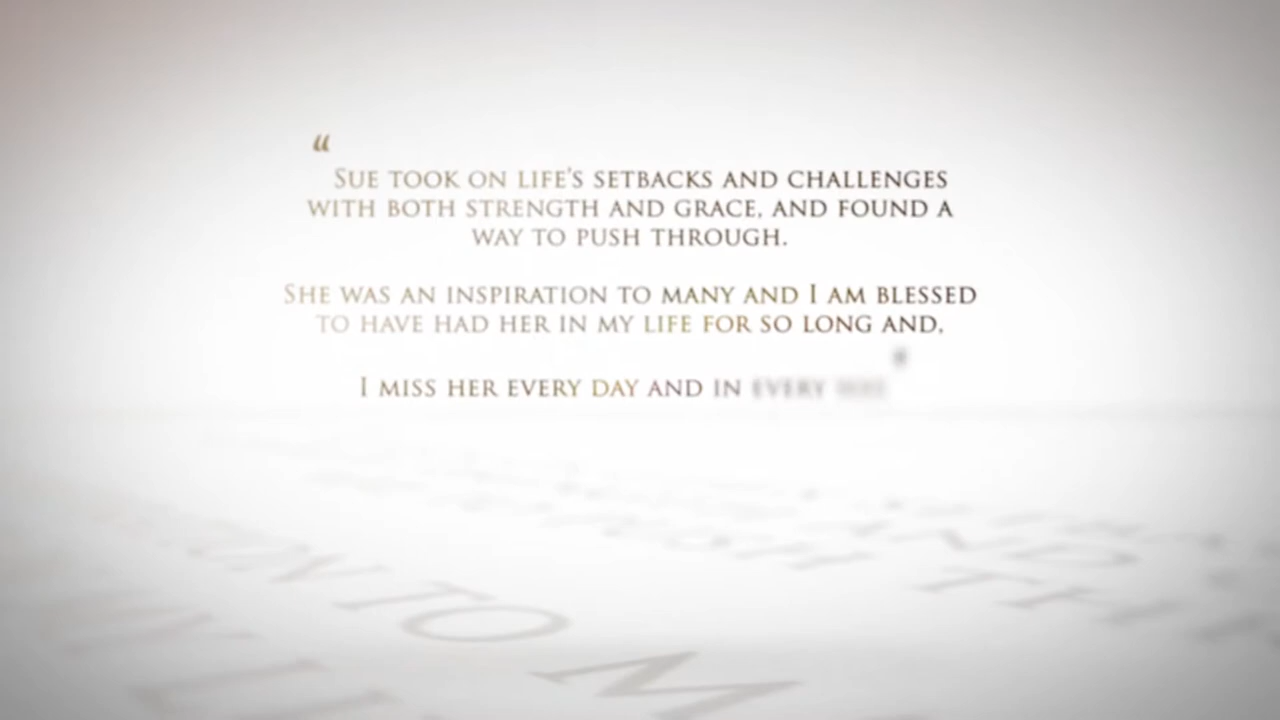 “
SUE TOOK ON LIFE'S SETBACKS AND CHALLENGES
WITH BOTH STRENGTH AND GRACE, AND FOUND A
WAY TO PUSH THROUGH.
SHE WAS AN INSPIRATION TO MANY AND I AM BLESSED
TO HAVE HAD HER IN MY LIFE FOR SO LONG AND,
I MISS HER EVERY DAY AND IN EVERY